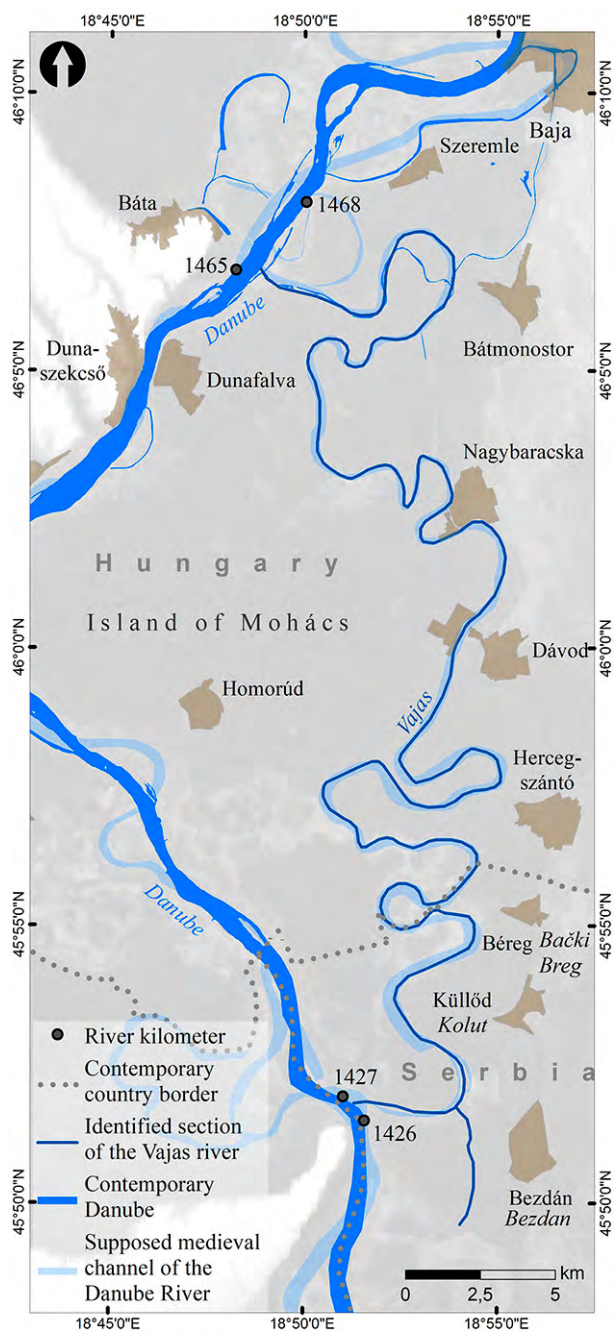 18°45'0"E
18°50'0"E
18°55'0"E
46°10'0"N
46°10'0"N
Baja
Szeremle
Báta
1468
1465
Danube
Bátmonostor
46°5'0"N
46°5'0"N
Duna-
szekcső
Dunafalva
Nagybaracska
Hungary
Island of Mohács
46°0'0"N
46°0'0"N
Dávod
Homorúd
Vajas
Herceg-
szántó
Danube
45°55'0"N
45°55'0"N
Béreg Bački
Breg
Küllőd
Kolut
Serbia
1427
1426
Bezdán
Bezdan
45°50'0"N
45°50'0"N
River kilometer
Contemporary
country border
Identified section
of the Vajas river
Contemporary
Danube
Supposed medieval
channel of the
Danube River
km
0 2,5 5
18°45'0"E
18°50'0"E
18°55'0"E